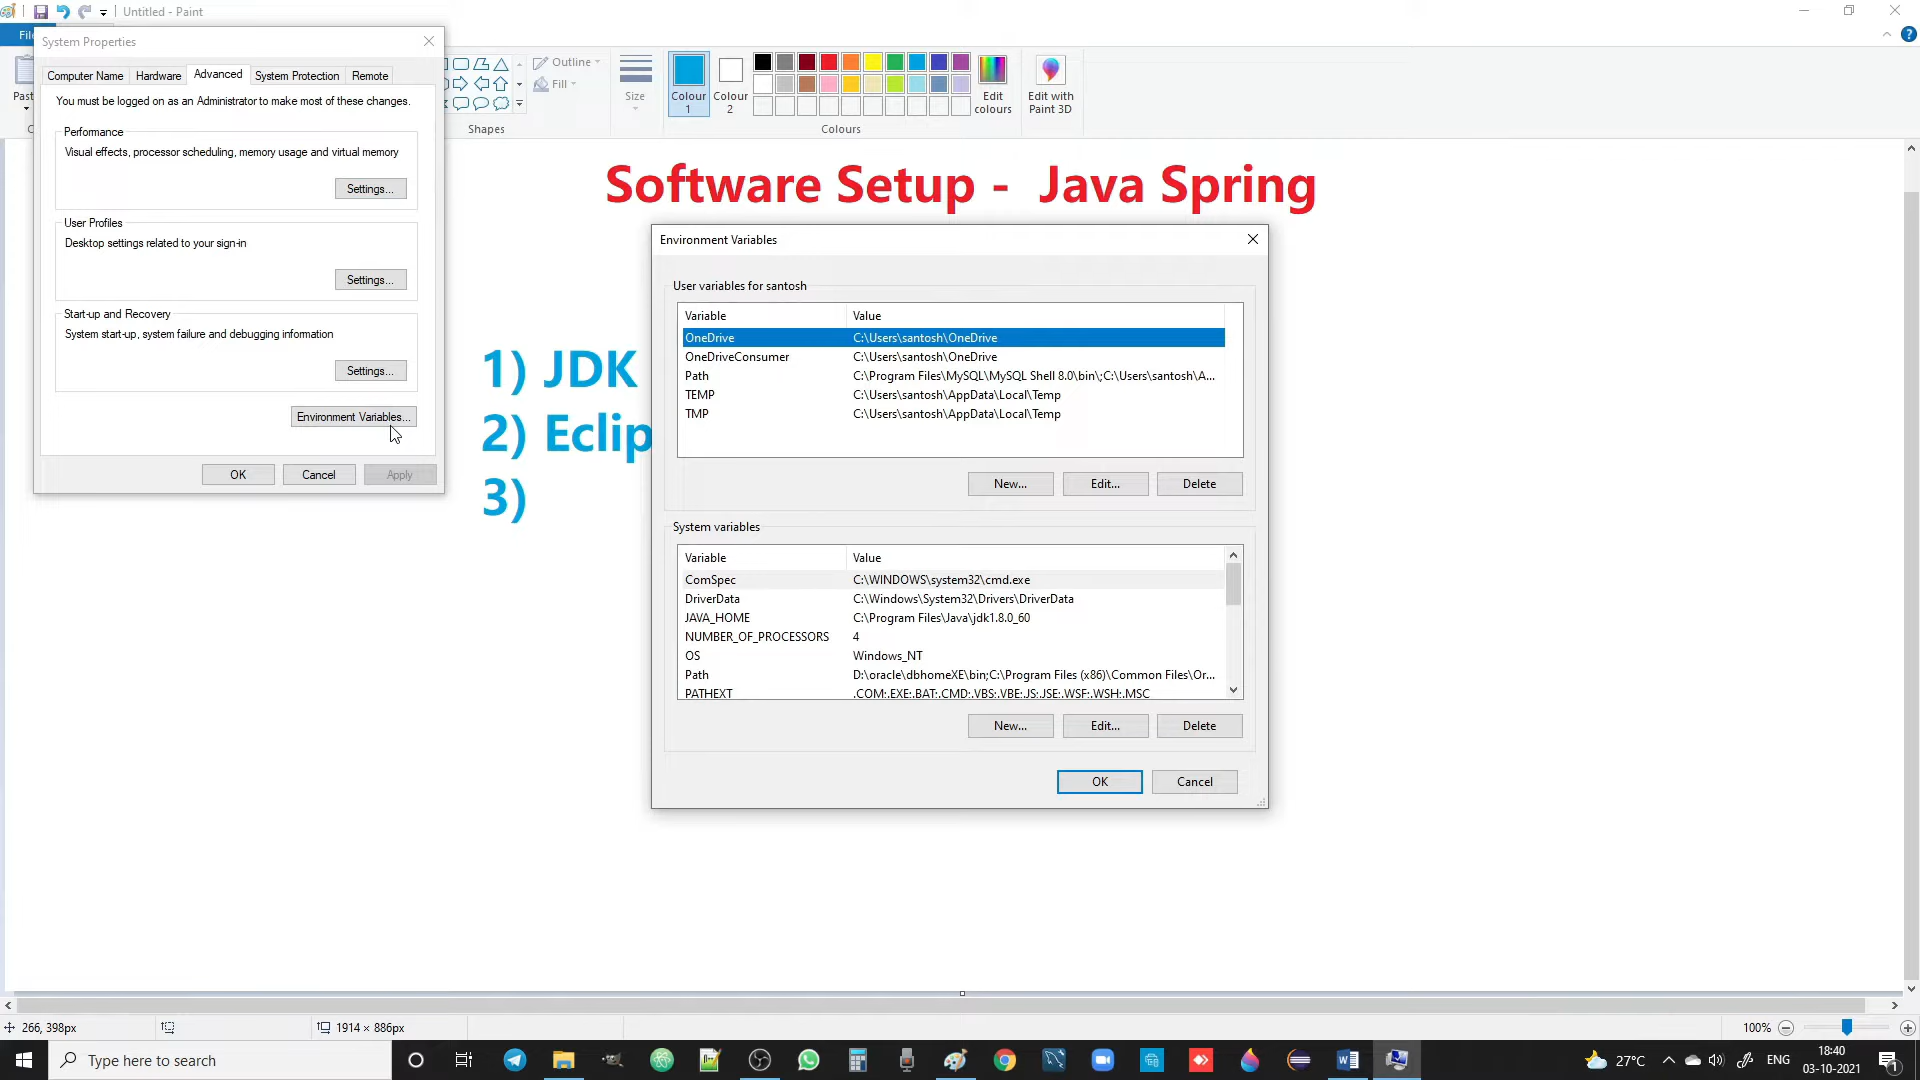 Untitled - Paint
File
System Properties
Computer Name
Hardware
Advanced
System Protection
Remote
You must be logged on as an Administrator to make most of these changes.
Performance
Visual effects, processor scheduling, memory usage and virtual memory
Settings...
User Profiles
Desktop settings related to your sign-in
Settings...
Start-up and Recovery
System start-up, system failure and debugging information
Settings...
Environment Variables...
OK
Cancel
Apply
Past
Outline
Fill
Shapes
Size
Colour 1
Colour 2
Edit colours
Colours
Edit with Paint 3D
Software Setup - Java Spring
1) JDK
2) Eclip
3)
Environment Variables
User variables for santosh
Variable Value
OneDrive C:\Users\santosh\OneDrive
OneDriveConsumer C:\Users\santosh\OneDrive
Path C:\Program Files\MySQL\MySQL Shell 8.0\bin\;C:\Users\santosh\A...
TEMP C:\Users\santosh\AppData\Local\Temp
TMP C:\Users\santosh\AppData\Local\Temp
New... Edit... Delete
System variables
Variable Value
ComSpec C:\WINDOWS\system32\cmd.exe
DriverData C:\Windows\System32\Drivers\DriverData
JAVA_HOME C:\Program Files\Java\jdk1.8.0_60
NUMBER_OF_PROCESSORS 4
OS Windows_NT
Path D:\oracle\dbhomeXE\bin;C:\Program Files (x86)\Common Files\Or...
PATHEXT .COM;.EXE;.BAT;.CMD;.VBS;.VBE;.JS;.JSE;.WSF;.WSH;.MSC
New... Edit... Delete
OK Cancel
266, 398px
1914 × 886px
100%
Type here to search
27°C
ENG
18:40
03-10-2021
1